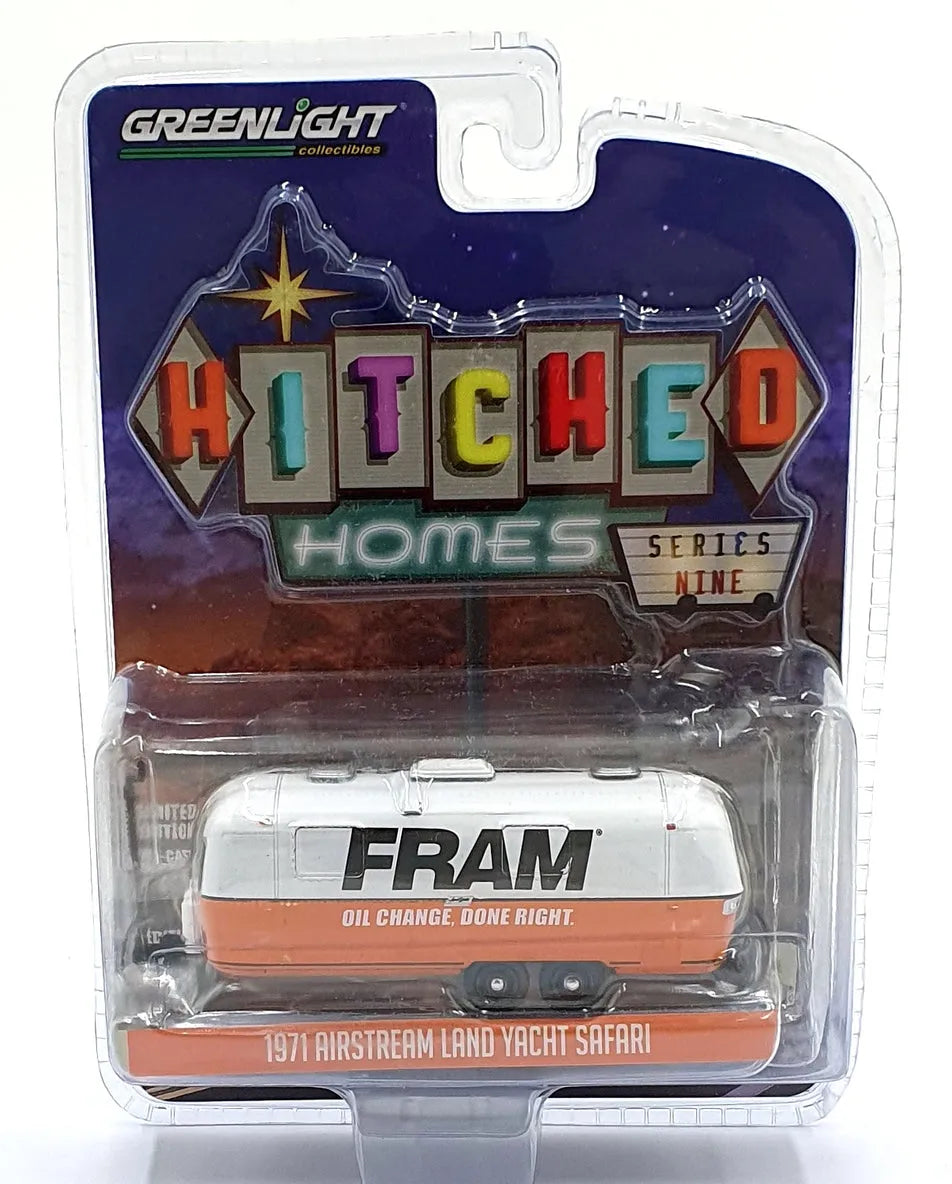 GREENLiGHT®
collectibles
HITCHED
HOMES
SERIES
NINE
FRAM®
OIL CHANGE, DONE RIGHT.
1971 AIRSTREAM LAND YACHT SAFARI